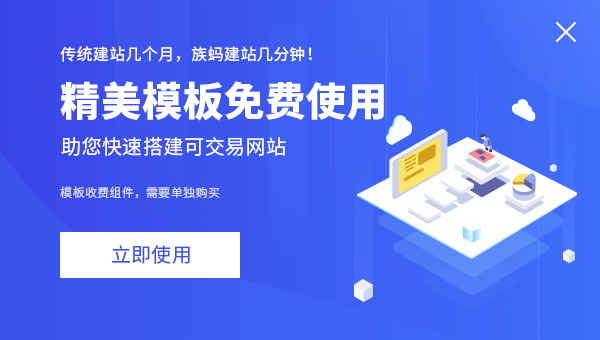 传统建站几个月，族蚂建站几分钟！
精美模板免费使用
助您快速搭建可交易网站
模板收费组件，需要单独购买
立即使用